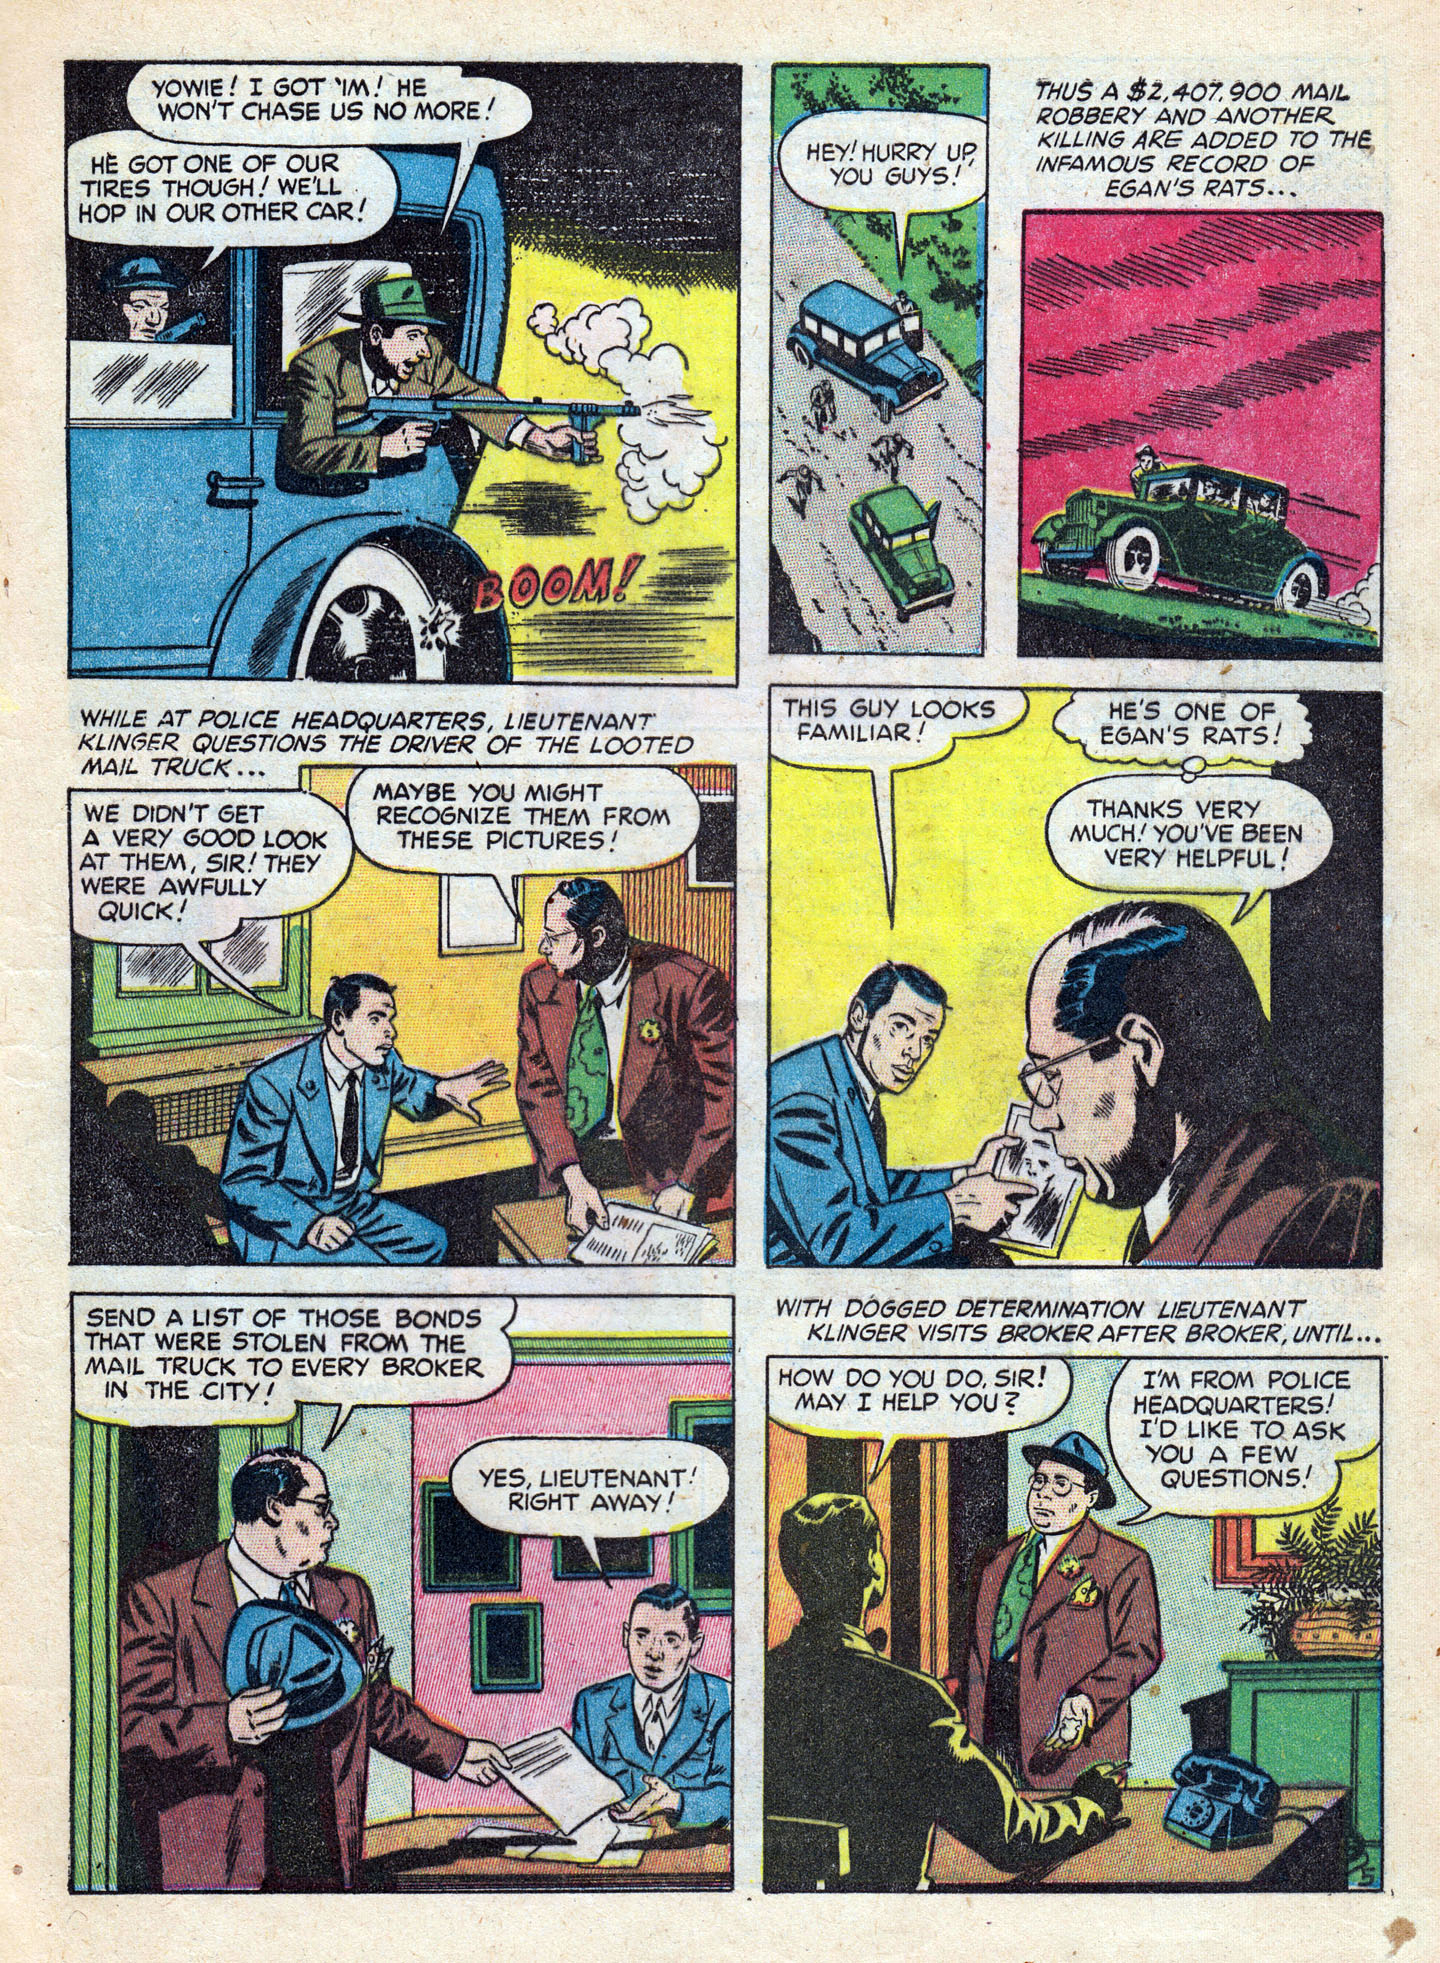 YOWIE! I GOT 'IM! HE
WON'T CHASE US NO MORE!
HE GOT ONE OF OUR
TIRES THOUGH! WE'LL
HOP IN OUR OTHER CAR!
BOOM!
HEY! HURRY UP,
YOU GUYS!
THUS A $2,407,900 MAIL
ROBBERY AND ANOTHER
KILLING ARE ADDED TO THE
INFAMOUS RECORD OF
EGAN'S RATS...
WHILE AT POLICE HEADQUARTERS, LIEUTENANT
KLINGER QUESTIONS THE DRIVER OF THE LOOTED
MAIL TRUCK...
WE DIDN'T GET
A VERY GOOD LOOK
AT THEM, SIR! THEY
WERE AWFULLY
QUICK!
MAYBE YOU MIGHT
RECOGNIZE THEM FROM
THESE PICTURES!
THIS GUY LOOKS
FAMILIAR!
HE'S ONE OF
EGAN'S RATS!
THANKS VERY
MUCH! YOU'VE BEEN
VERY HELPFUL!
SEND A LIST OF THOSE BONDS
THAT WERE STOLEN FROM THE
MAIL TRUCK TO EVERY BROKER
IN THE CITY!
YES, LIEUTENANT!
RIGHT AWAY!
WITH DOGGED DETERMINATION LIEUTENANT
KLINGER VISITS BROKER AFTER BROKER, UNTIL...
HOW DO YOU DO, SIR!
MAY I HELP YOU?
I'M FROM POLICE
HEADQUARTERS!
I'D LIKE TO ASK
YOU A FEW
QUESTIONS!
5